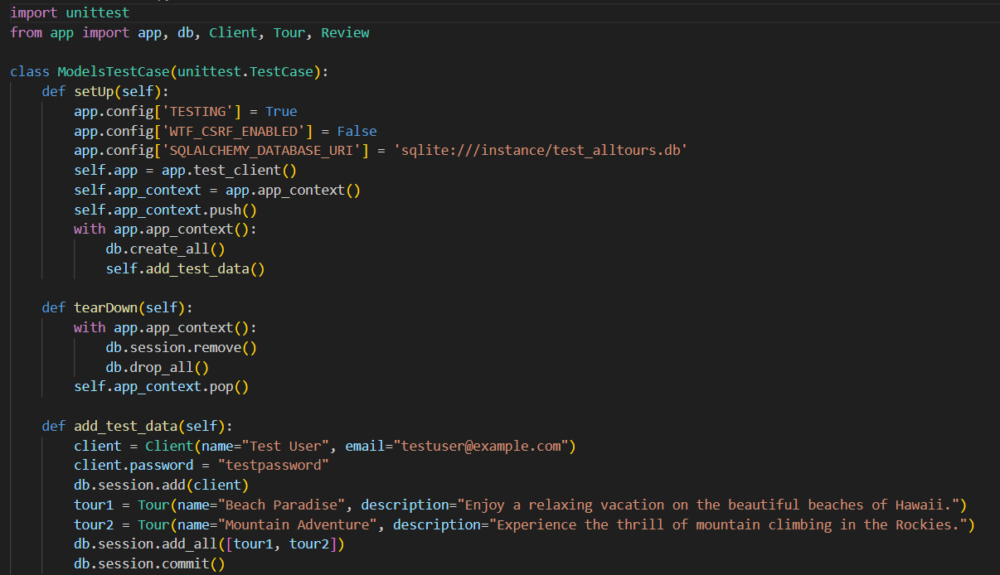 import unittest
from app import app, db, Client, Tour, Review
class ModelsTestCase(unittest.TestCase):
    def setUp(self):
        app.config['TESTING'] = True
        app.config['WTF_CSRF_ENABLED'] = False
        app.config['SQLALCHEMY_DATABASE_URI'] = 'sqlite:///instance/test_alltours.db'
        self.app = app.test_client()
        self.app_context = app.app_context()
        self.app_context.push()
        with app.app_context():
            db.create_all()
            self.add_test_data()
    def tearDown(self):
        with app.app_context():
            db.session.remove()
            db.drop_all()
        self.app_context.pop()
    def add_test_data(self):
        client = Client(name="Test User", email="testuser@example.com")
        client.password = "testpassword"
        db.session.add(client)
        tour1 = Tour(name="Beach Paradise", description="Enjoy a relaxing vacation on the beautiful beaches of Hawaii.")
        tour2 = Tour(name="Mountain Adventure", description="Experience the thrill of mountain climbing in the Rockies.")
        db.session.add_all([tour1, tour2])
        db.session.commit()